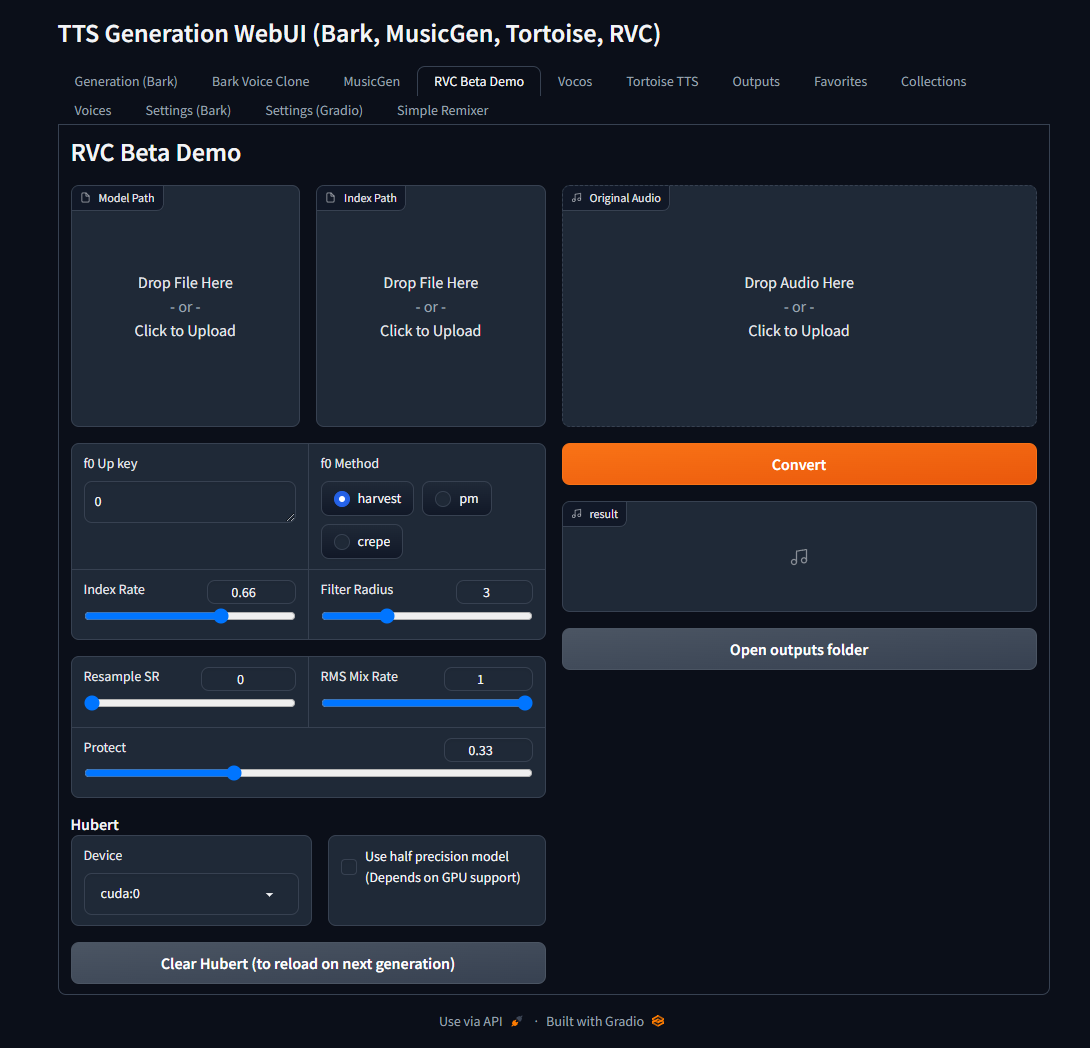 TTS Generation WebUI (Bark, MusicGen, Tortoise, RVC)
Generation (Bark) Bark Voice Clone MusicGen RVC Beta Demo Vocos Tortoise TTS Outputs Favorites Collections
Voices Settings (Bark) Settings (Gradio) Simple Remixer
RVC Beta Demo
Model Path Index Path Original Audio
Drop File Here Drop File Here Drop Audio Here
- or - - or - - or -
Click to Upload Click to Upload Click to Upload
f0 Up key f0 Method
0 harvest pm
crepe
Convert
result
Index Rate 0.66 Filter Radius 3
Open outputs folder
Resample SR 0 RMS Mix Rate 1
Protect 0.33
Hubert
Device
cuda:0
Use half precision model
(Depends on GPU support)
Clear Hubert (to reload on next generation)
Use via API · Built with Gradio